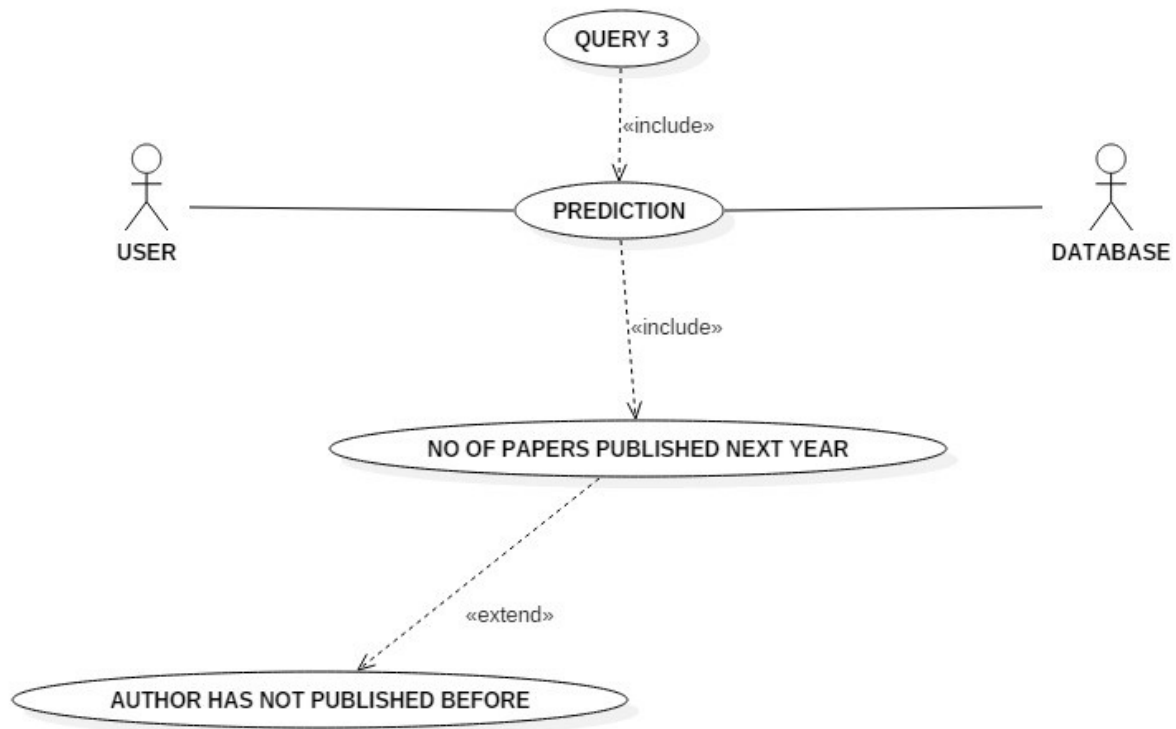 QUERY 3
«include»
PREDICTION
USER
DATABASE
«include»
NO OF PAPERS PUBLISHED NEXT YEAR
«extend»
AUTHOR HAS NOT PUBLISHED BEFORE